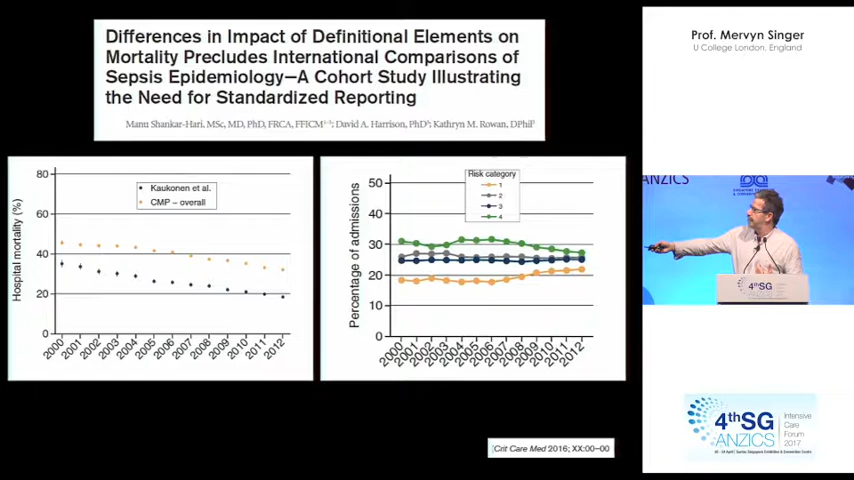 Differences in Impact of Definitional Elements on
Mortality Precludes International Comparisons of
Sepsis Epidemiology—A Cohort Study Illustrating
the Need for Standardized Reporting
Manu Shankar-Hari, MSc, MD, PhD, FRCA, FFICM; David A. Harrison, PhD; Kathryn M. Rowan, DPhil
Hospital mortality (%)
80
60
40
20
0
Kaukonen et al.
CMP – overall
2000
2001
2002
2003
2004
2005
2006
2007
2008
2009
2010
2011
2012
Percentage of admissions
50
40
30
20
10
0
Risk category
1
2
3
4
2000
2001
2002
2003
2004
2005
2006
2007
2008
2009
2010
2011
2012
Crit Care Med 2016; XX:00–00
Prof. Mervyn Singer
U College London, England
ANZICS
4thSG
4thSG
ANZICS
Intensive
Care
Forum
2017